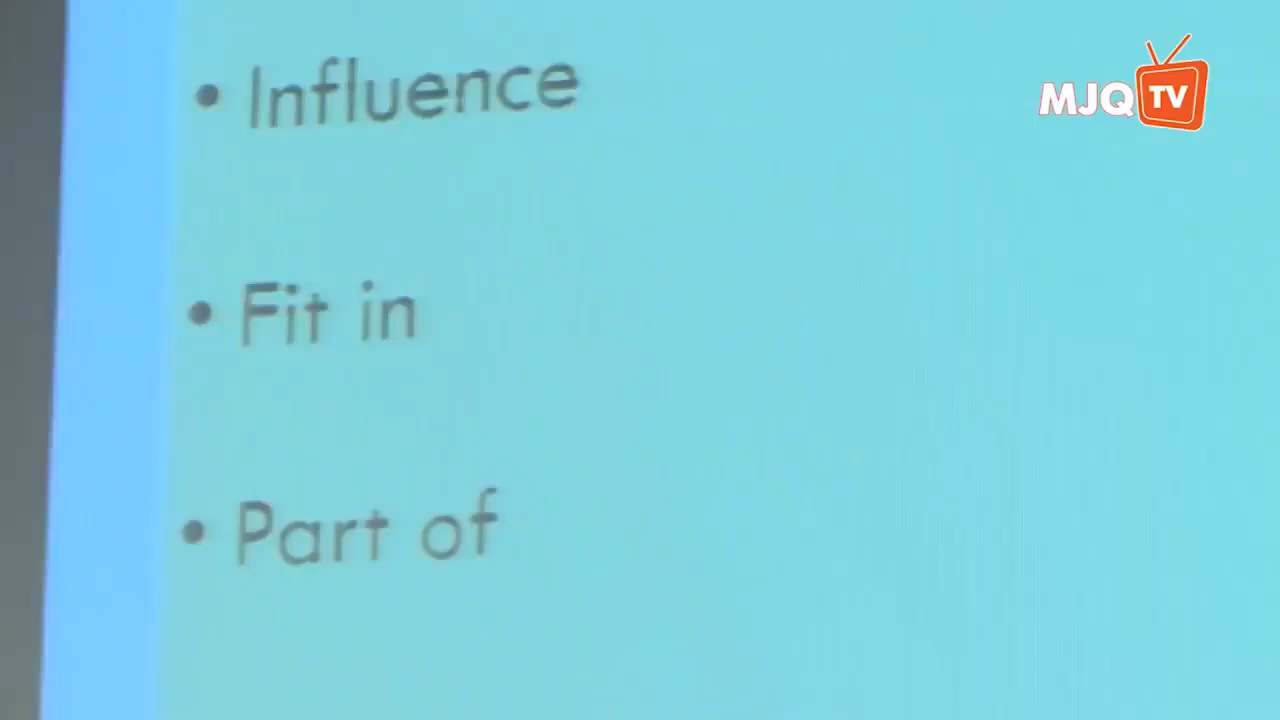 • Influence
MJQ TV
• Fit in
• Part of